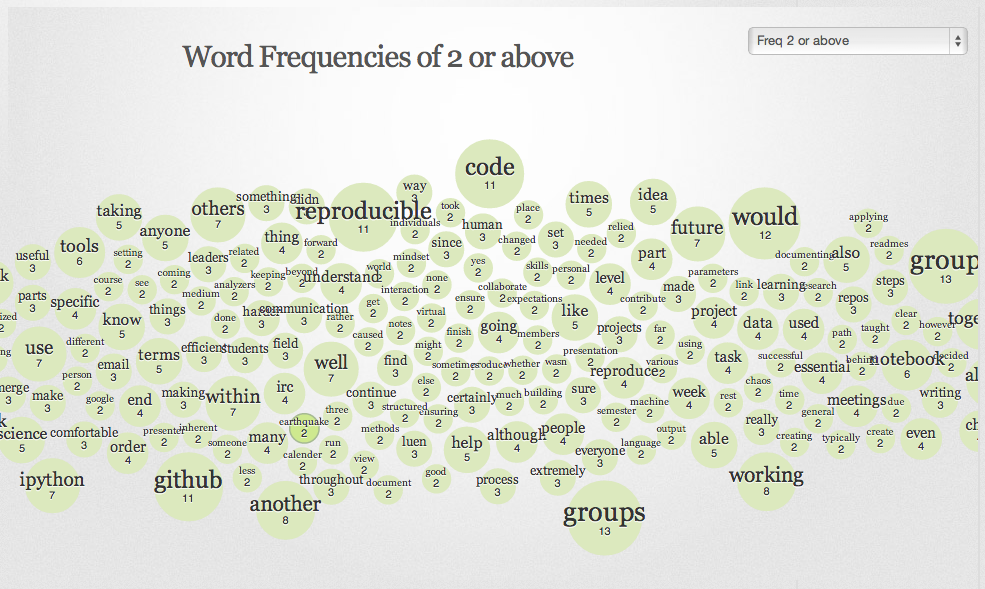 Word Frequencies of 2 or above
Freq 2 or above
code
11
way
3
something
3
didn
reproducible
11
took
2
place
2
times
5
idea
5
taking
5
others
7
individuals
2
human
3
would
12
applying
2
anyone
5
thing
4
forward
2
since
3
changed
2
set
3
needed
2
relied
2
future
7
tools
6
useful
3
setting
2
leaders
3
related
2
mindset
2
yes
2
skills
2
personal
2
part
4
documenting
2
also
5
readmes
2
group
13
k
course
2
see
2
coming
2
analyzers
2
keeping
2
beyond
2
understand
4
world
2
interaction
2
none
2
collaborate
2
level
4
parameters
2
made
3
link
2
learning
3
steps
3
parts
3
specific
4
things
3
medium
2
communication
3
get
2
ensure
2
expectations
2
contribute
2
repos
3
ized
2
know
5
done
2
rather
2
virtual
2
notes
2
going
4
members
2
like
5
projects
3
far
2
project
4
data
4
used
4
path
2
taught
2
clear
2
however
2
toge
ng
use
7
different
2
terms
5
efficient
3
students
3
field
3
caused
2
might
2
finish
2
presentation
2
using
2
email
3
well
7
find
3
sometimes
2
whether
2
wasn
2
reproduce
4
various
2
task
4
successful
2
essential
4
behind
2
notebook
6
decided
2
al
merge
3
person
2
make
3
google
2
end
4
making
3
within
7
irc
4
continue
3
else
2
certainly
3
much
2
building
2
sure
3
machine
2
week
4
rest
2
chaos
2
time
2
meetings
4
due
2
writing
3
k
science
5
comfortable
3
order
4
presenter
2
inherent
2
someone
2
many
4
earthquake
2
three
2
structured
2
ensuring
2
methods
2
run
2
luen
3
help
5
although
4
people
4
semester
2
everyone
3
language
2
output
2
able
5
really
3
creating
2
general
2
typically
2
create
2
even
4
ch
calender
2
view
2
ipython
7
github
11
less
2
another
8
throughout
3
document
2
good
2
process
3
extremely
3
groups
13
working
8